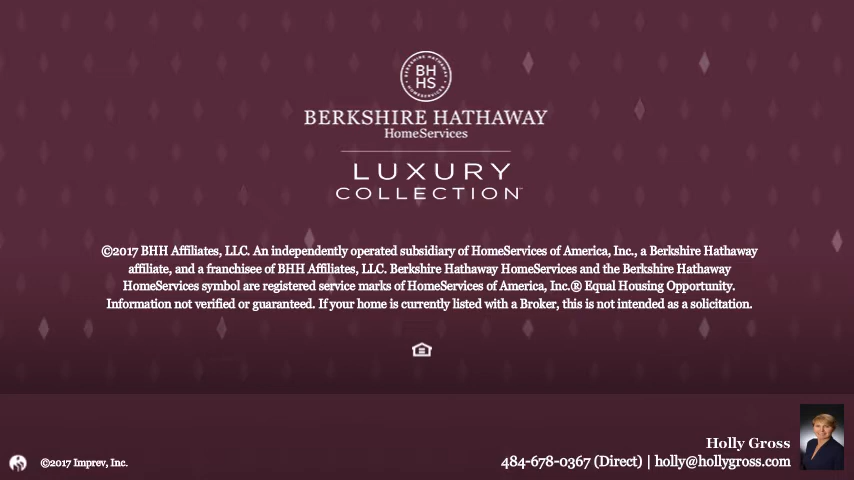 BERKSHIRE HATHAWAY
HOMESERVICES
BH
HS
BERKSHIRE HATHAWAY
HomeServices
LUXURY
COLLECTION™
©2017 BHH Affiliates, LLC. An independently operated subsidiary of HomeServices of America, Inc., a Berkshire Hathaway
affiliate, and a franchisee of BHH Affiliates, LLC. Berkshire Hathaway HomeServices and the Berkshire Hathaway
HomeServices symbol are registered service marks of HomeServices of America, Inc.® Equal Housing Opportunity.
Information not verified or guaranteed. If your home is currently listed with a Broker, this is not intended as a solicitation.
Holly Gross
484-678-0367 (Direct) | holly@hollygross.com
©2017 Imprev, Inc.